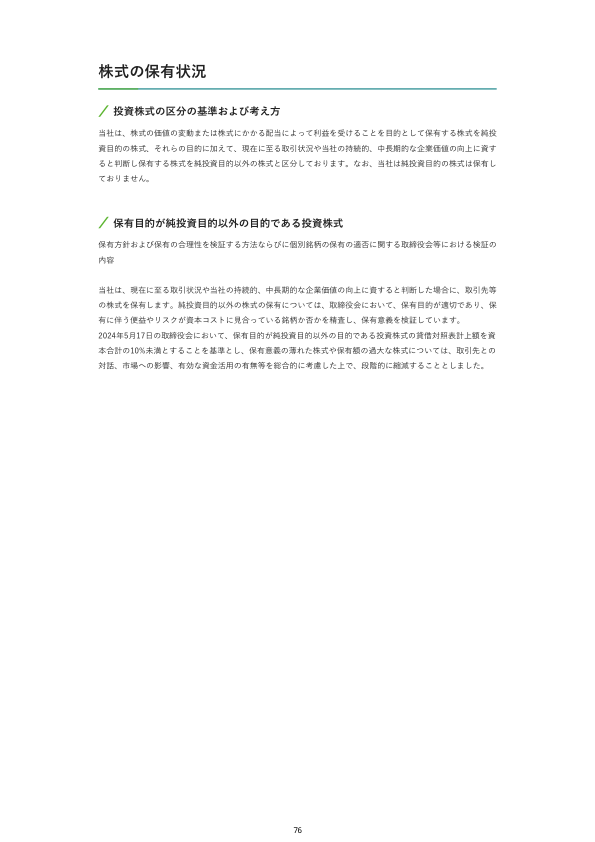 株式の保有状況
投資株式の区分の基準および考え方
当社は、株式の価値の変動または株式にかかる配当によって利益を受けることを目的として保有する株式を純投
資目的の株式、それらの目的に加えて、現在に至る取引状況や当社の持続的、中長期的な企業価値の向上に資す
ると判断し保有する株式を純投資目的以外の株式と区分しております。なお、当社は純投資目的の株式は保有し
ておりません。
保有目的が純投資目的以外の目的である投資株式
保有方針および保有の合理性を検証する方法ならびに個別銘柄の保有の適否に関する取締役会等における検証の
内容
当社は、現在に至る取引状況や当社の持続的、中長期的な企業価値の向上に資すると判断した場合に、取引先等
の株式を保有します。純投資目的以外の株式の保有については、取締役会において、保有目的が適切であり、保
有に伴う便益やリスクが資本コストに見合っている銘柄か否かを精査し、保有意義を検証しています。
2024年5月17日の取締役会において、保有目的が純投資目的以外の目的である投資株式の貸借対照表計上額を資
本合計の10%未満とすることを基準とし、保有意義の薄れた株式や保有額の過大な株式については、取引先との
対話、市場への影響、有効な資金活用の有無等を総合的に考慮した上で、段階的に縮減することとしました。
76